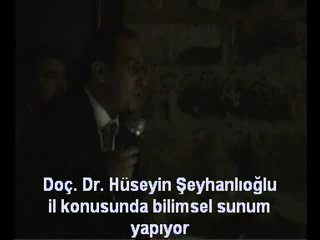 Doç. Dr. Hüseyin Şeyhanlıoğlu
il konusunda bilimsel sunum
yapıyor